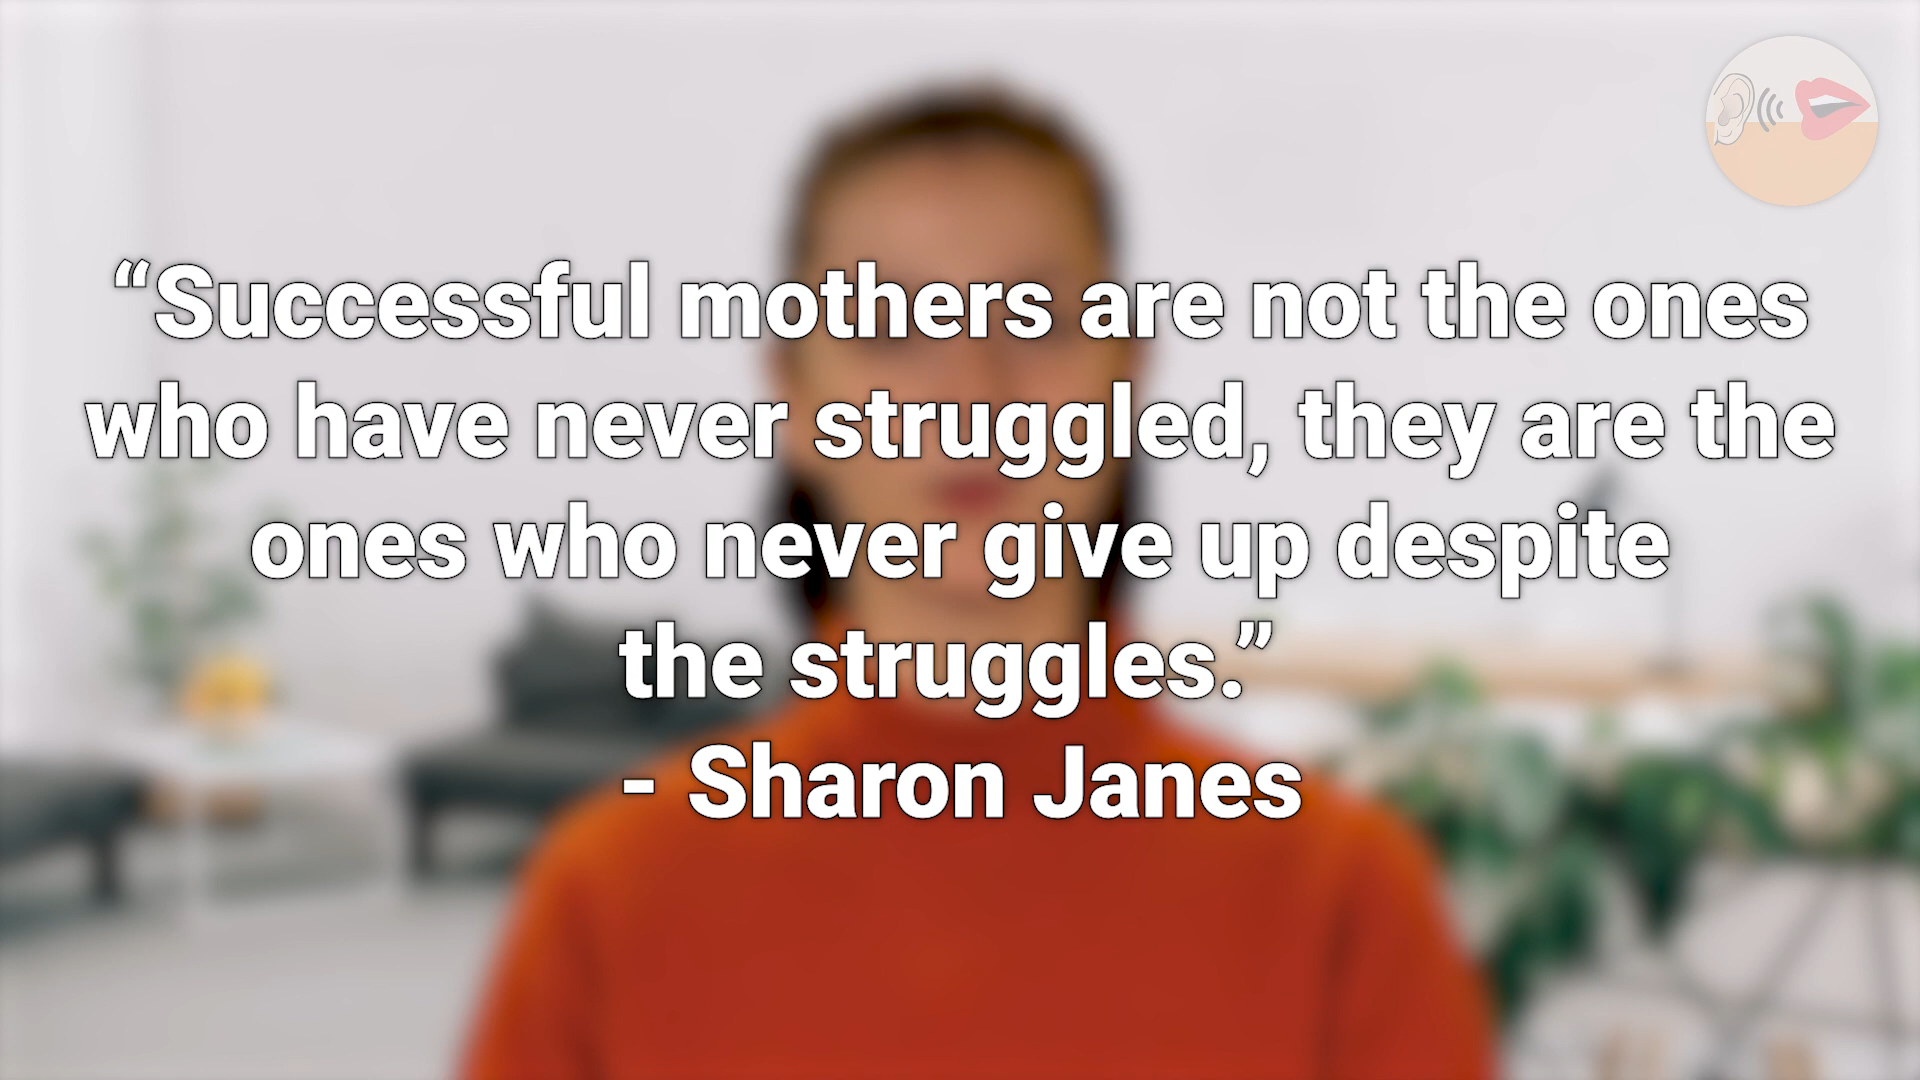 “Successful mothers are not the ones
who have never struggled, they are the
ones who never give up despite
the struggles.”
- Sharon Janes